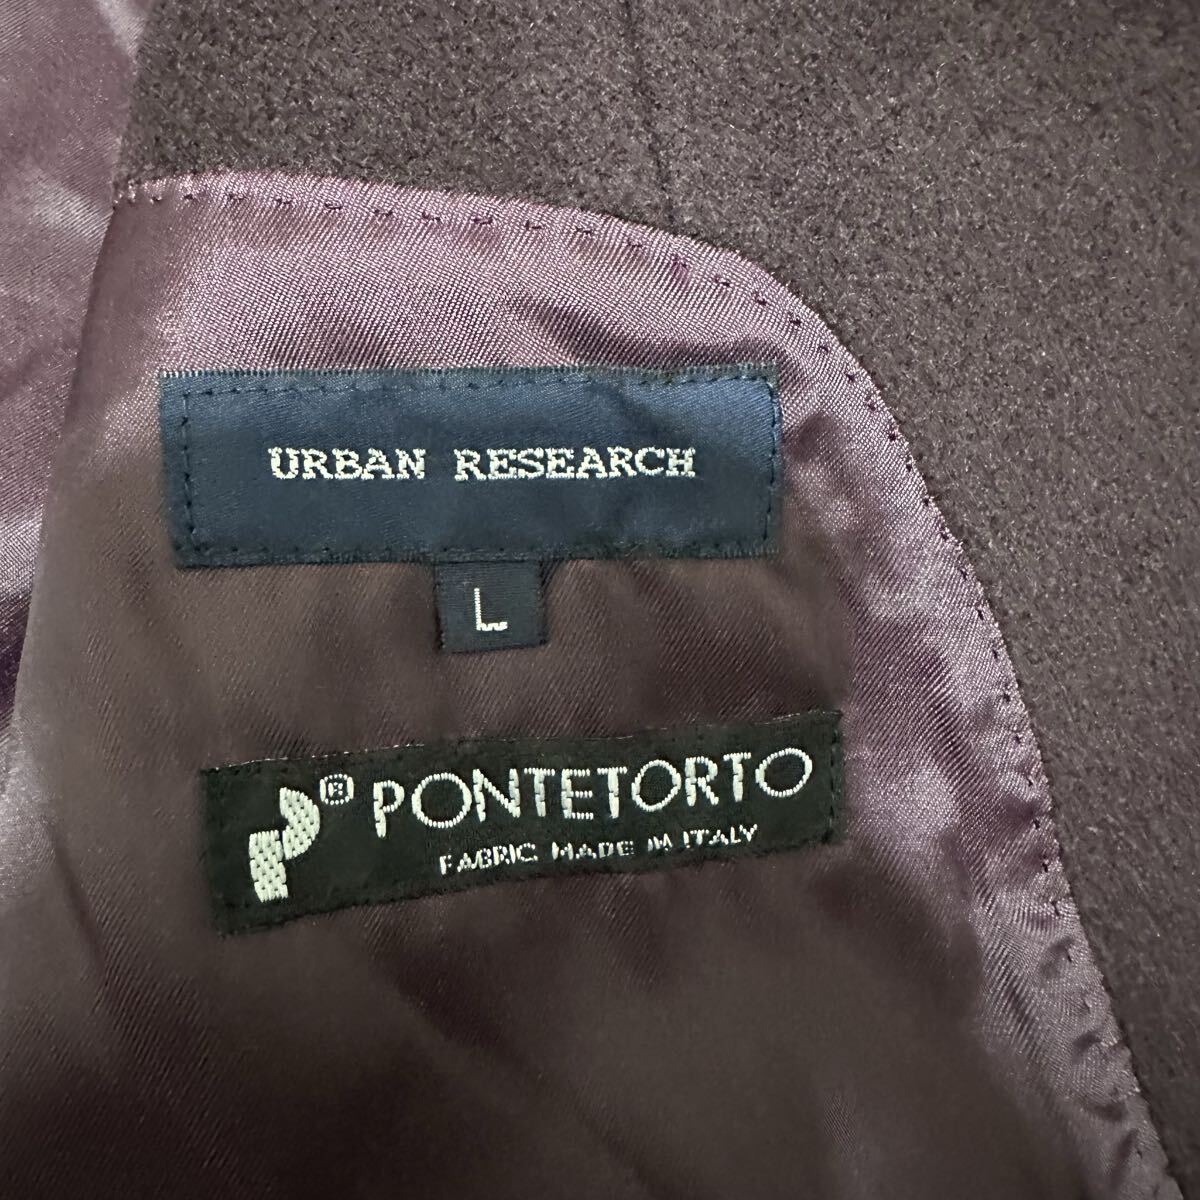 URBAN RESEARCH
L
® PONTETORTO
FABRIC MADE IN ITALY